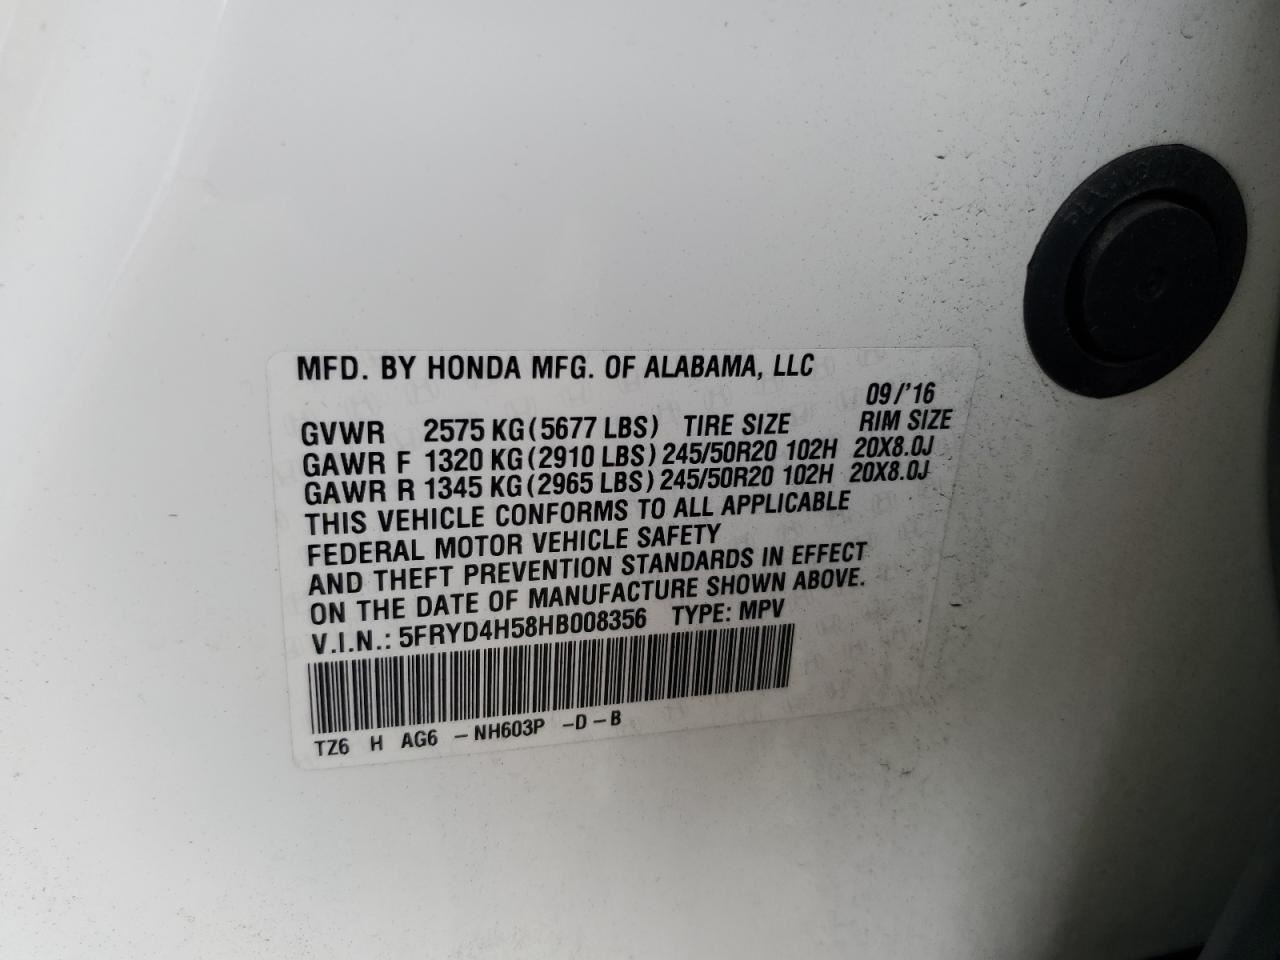 MFD. BY HONDA MFG. OF ALABAMA, LLC
09/'16
GVWR 2575 KG (5677 LBS) TIRE SIZE RIM SIZE
GAWR F 1320 KG (2910 LBS) 245/50R20 102H 20X8.0J
GAWR R 1345 KG (2965 LBS) 245/50R20 102H 20X8.0J
THIS VEHICLE CONFORMS TO ALL APPLICABLE
FEDERAL MOTOR VEHICLE SAFETY
AND THEFT PREVENTION STANDARDS IN EFFECT
ON THE DATE OF MANUFACTURE SHOWN ABOVE.
V.I.N.: 5FRYD4H58HB008356 TYPE: MPV
TZ6 H AG6 -NH603P -D-B